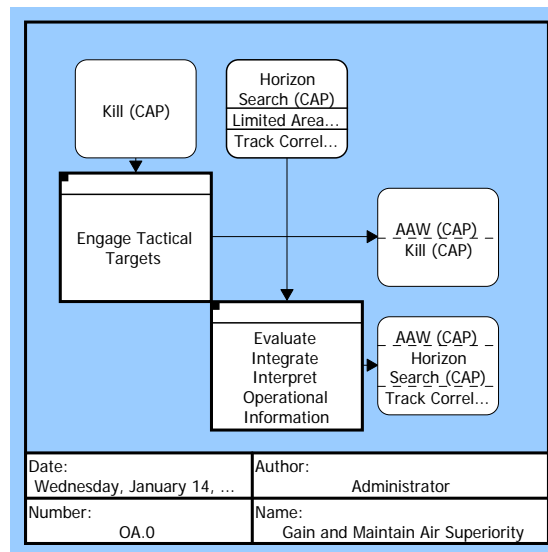 Kill (CAP)
Horizon
Search (CAP)
Limited Area...
Track Correl...
Engage Tactical
Targets
AAW (CAP)
Kill (CAP)
Evaluate
Integrate
Interpret
Operational
Information
AAW (CAP)
Horizon
Search (CAP)
Track Correl...
Date:
Wednesday, January 14, ...
Author:
Administrator
Number:
OA.0
Name:
Gain and Maintain Air Superiority